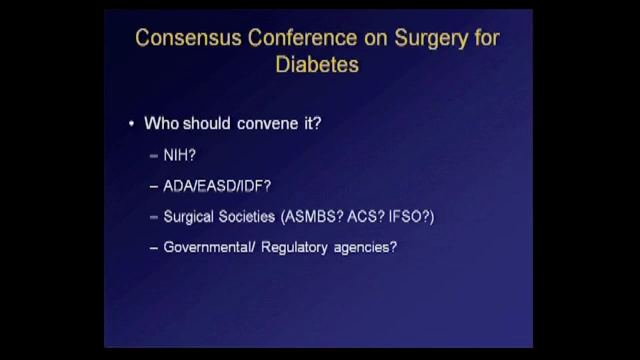 Consensus Conference on Surgery for
Diabetes
• Who should convene it?
– NIH?
– ADA/EASD/IDF?
– Surgical Societies (ASMBS? ACS? IFSO?)
– Governmental/ Regulatory agencies?